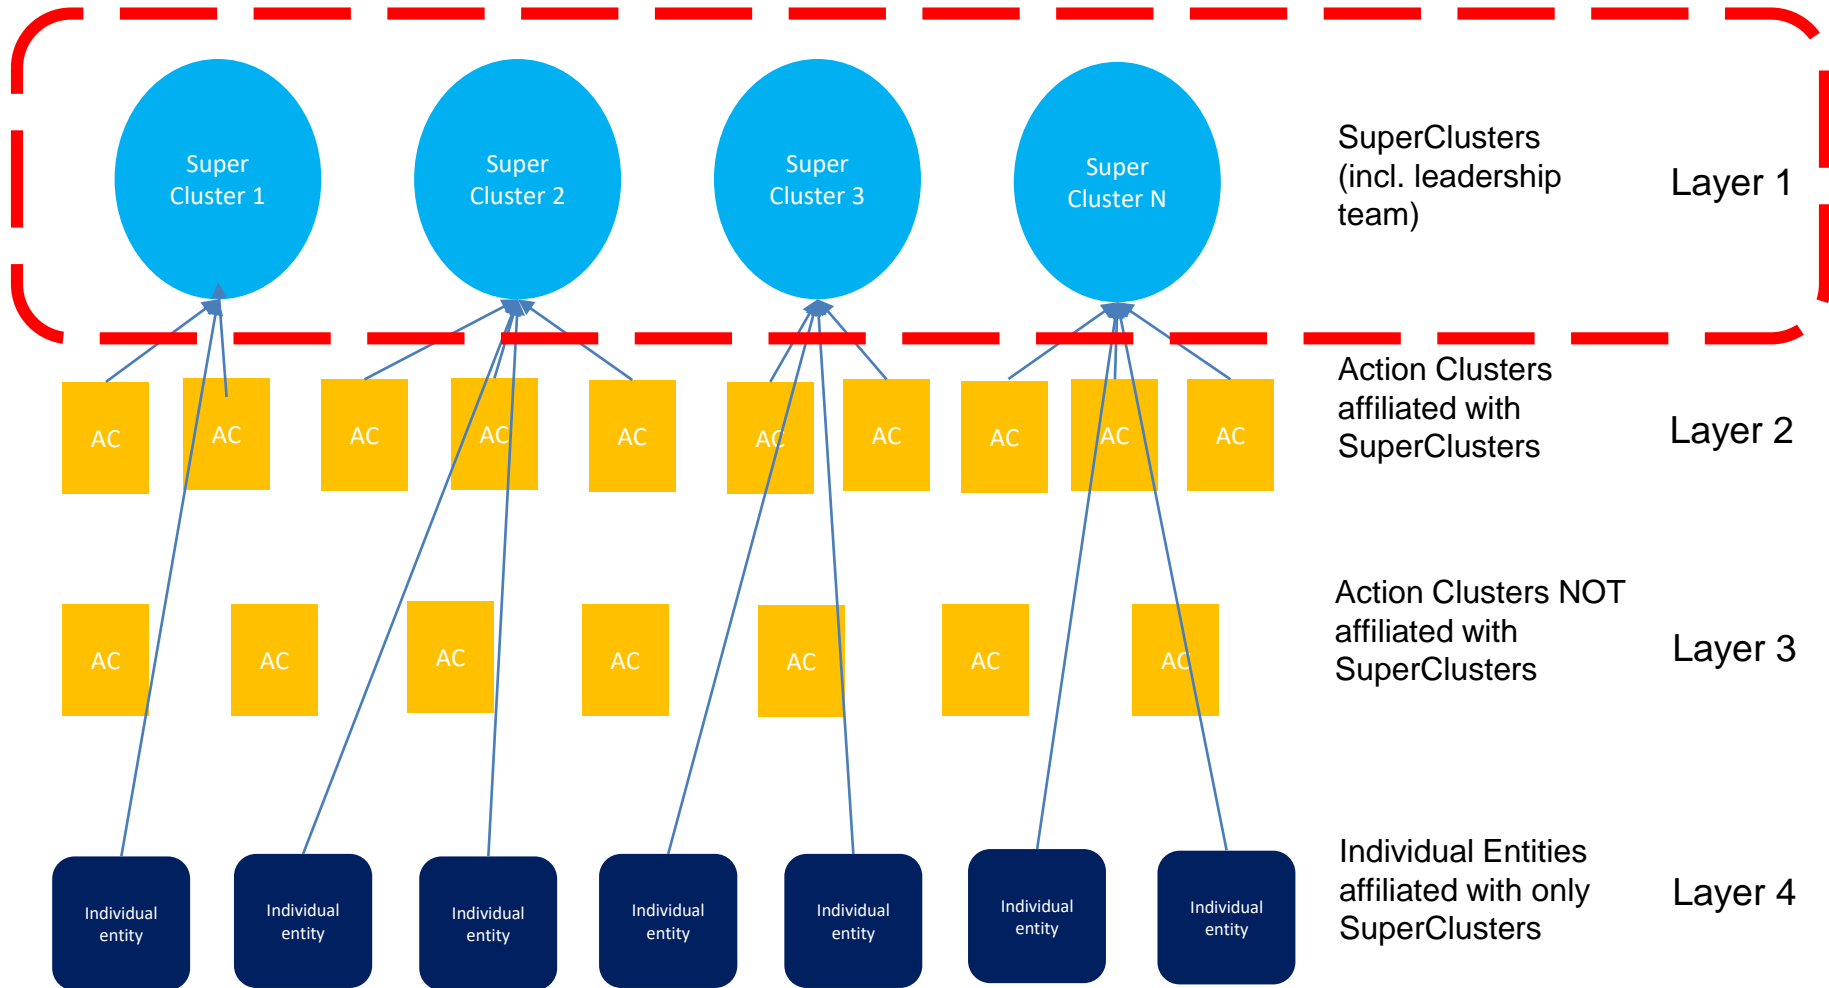 Super
Cluster 1
Super
Cluster 2
Super
Cluster 3
Super
Cluster N
SuperClusters
(incl. leadership
team)
Layer 1
AC
AC
AC
AC
AC
AC
AC
AC
AC
AC
Action Clusters
affiliated with
SuperClusters
Layer 2
AC
AC
AC
AC
AC
AC
AC
Action Clusters NOT
affiliated with
SuperClusters
Layer 3
Individual
entity
Individual
entity
Individual
entity
Individual
entity
Individual
entity
Individual
entity
Individual
entity
Individual Entities
affiliated with only
SuperClusters
Layer 4